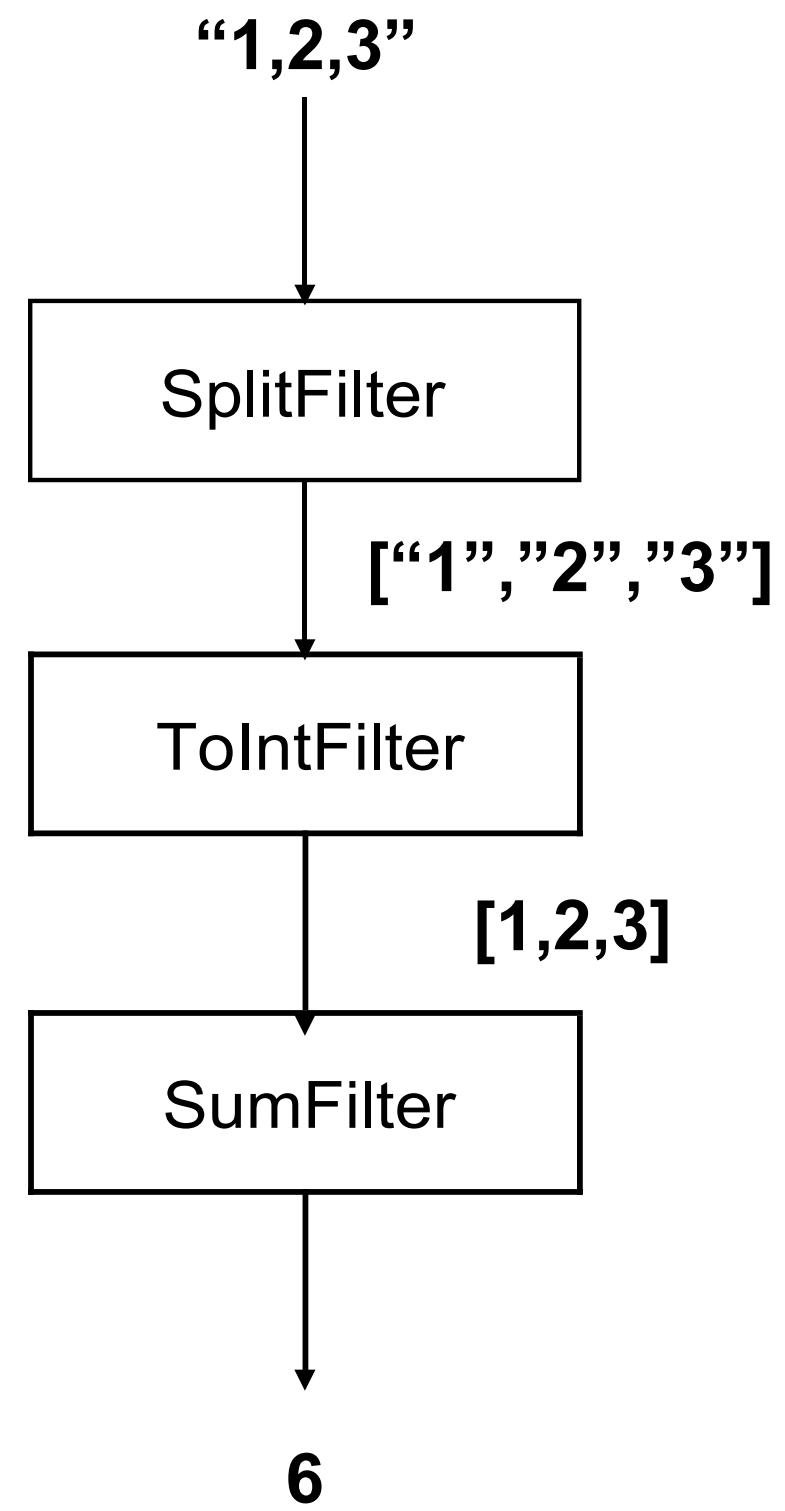 “1,2,3”
SplitFilter
[“1”,”2”,”3”]
ToIntFilter
[1,2,3]
SumFilter
6